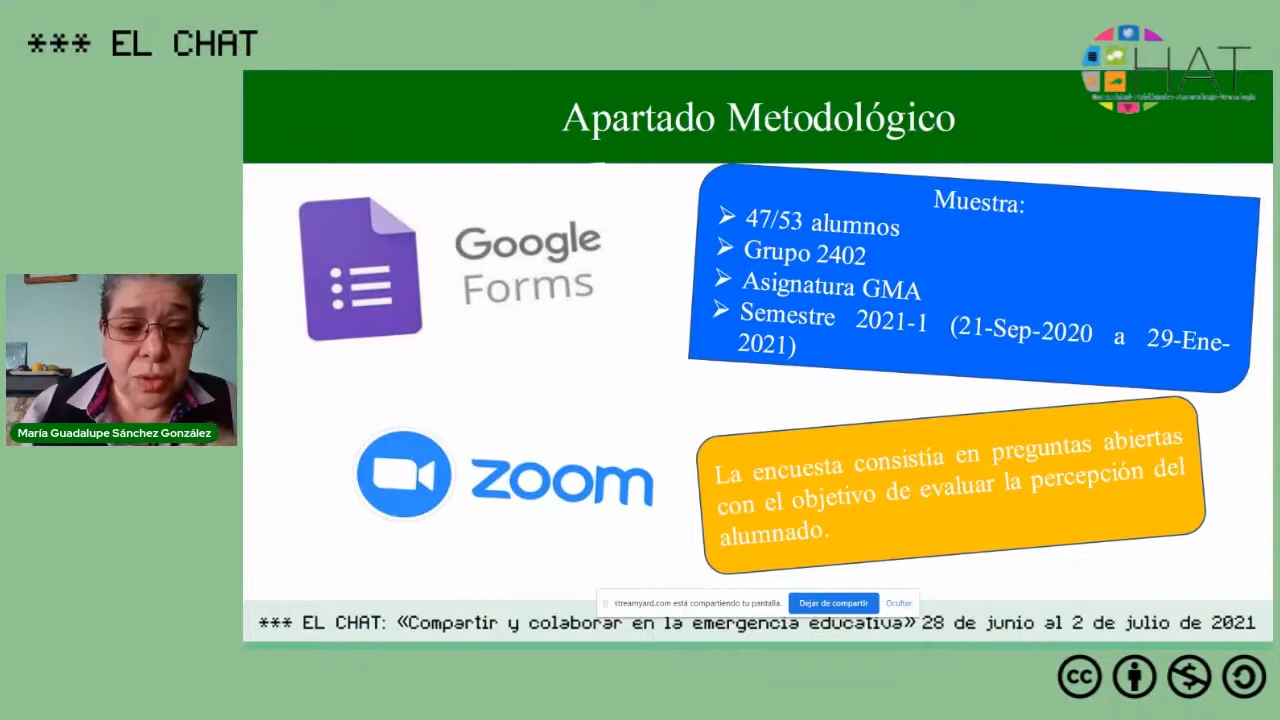 *** EL CHAT
HAT
Apartado Metodológico
Google
Forms
Muestra:
47/53 alumnos
Grupo 2402
Asignatura GMA
Semestre 2021-1 (21-Sep-2020 a 29-Ene-
2021)
María Guadalupe Sánchez González
zoom
La encuesta consistía en preguntas abiertas
con el objetivo de evaluar la percepción del
alumnado.
streamyard.com está compartiendo tu pantalla. Dejar de compartir Ocultar
*** EL CHAT: «Compartir y colaborar en la emergencia educativa» 28 de junio al 2 de julio de 2021
cc